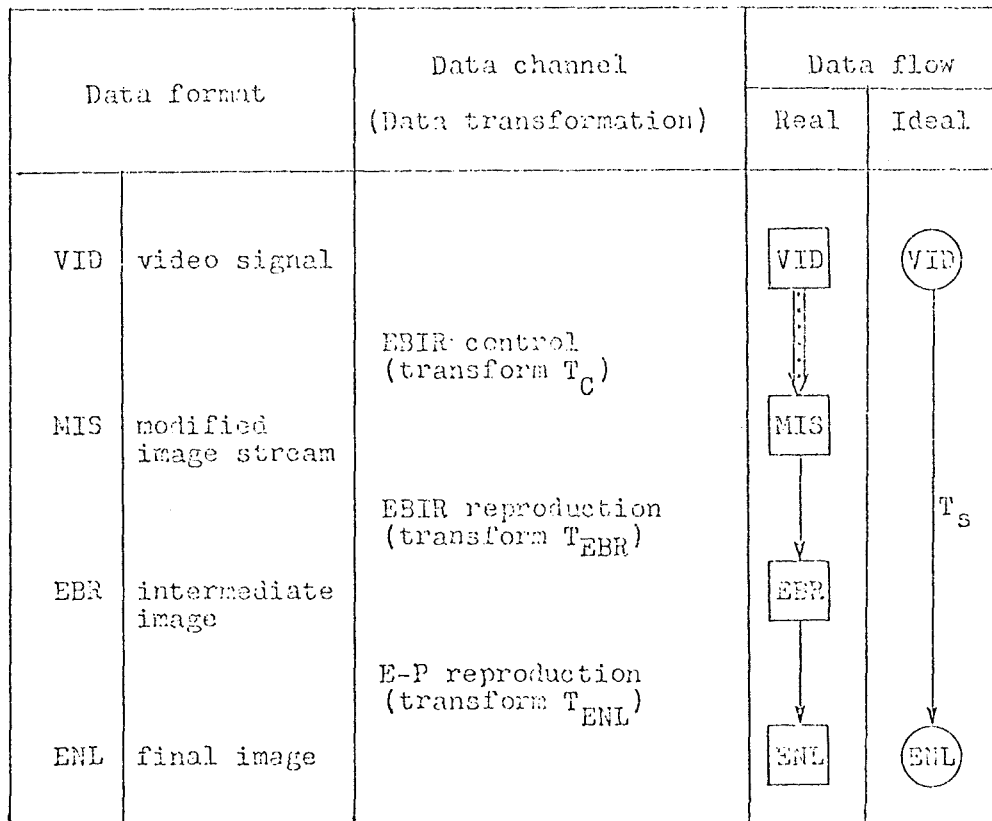 Data format
Data channel
(Data transformation)
Data flow
Real
Ideal
VID
video signal
VID
VID
EBIR control
(transform T_C)
MIS
modified
image stream
MIS
EBIR reproduction
(transform T_EBR)
T_s
EBR
intermediate
image
EBR
E-P reproduction
(transform T_ENL)
ENL
final image
ENL
ENL